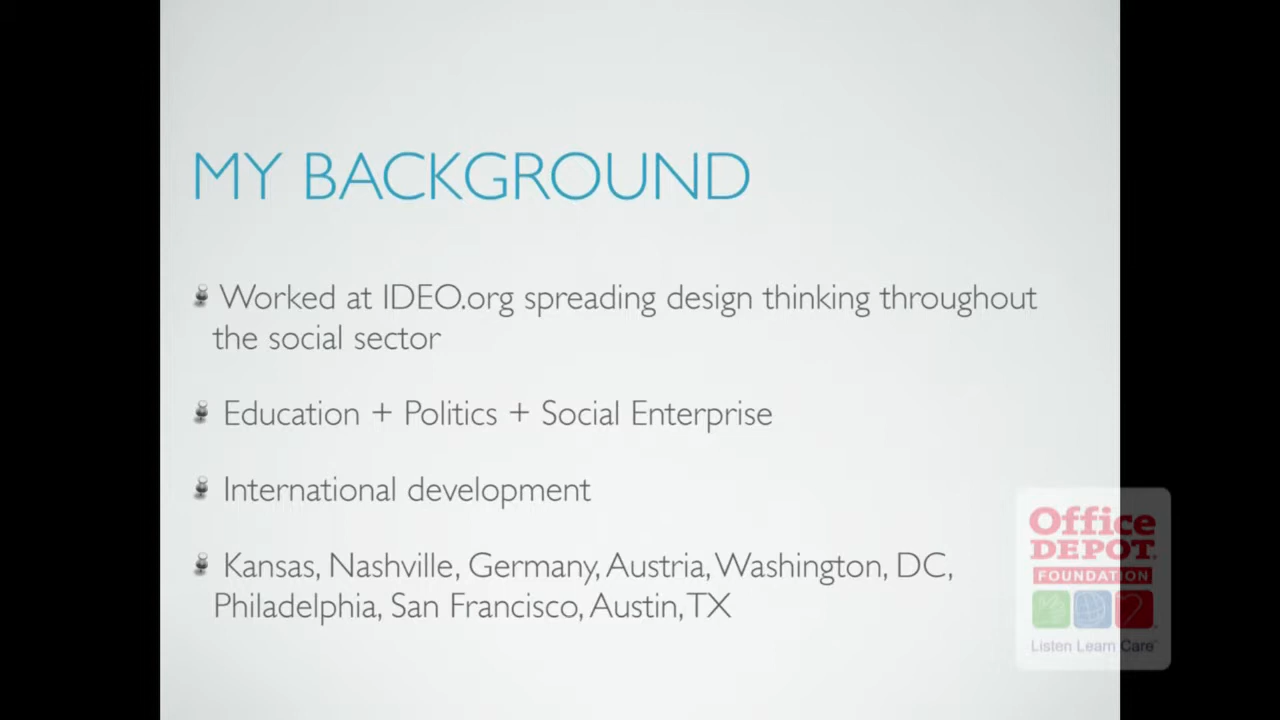 MY BACKGROUND
Worked at IDEO.org spreading design thinking throughout
the social sector
Education + Politics + Social Enterprise
International development
Kansas, Nashville, Germany, Austria, Washington, DC,
Philadelphia, San Francisco, Austin, TX
Office
DEPOT.
FOUNDATION
Listen Learn Care